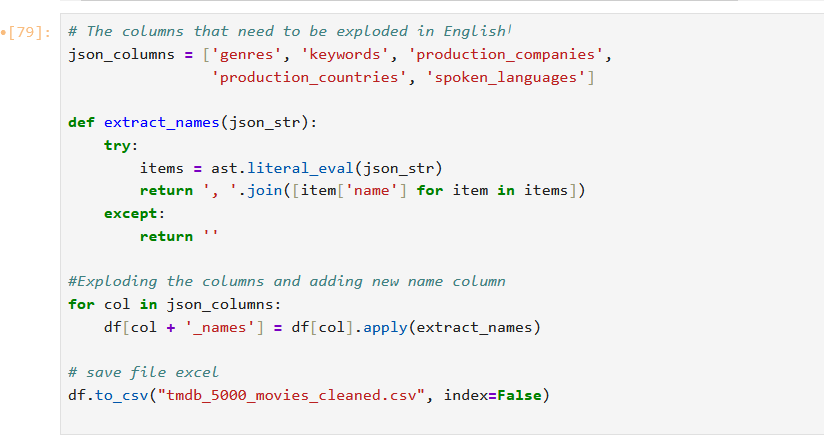 [79]:
# The columns that need to be exploded in English
json_columns = ['genres', 'keywords', 'production_companies',
'production_countries', 'spoken_languages']
def extract_names(json_str):
try:
items = ast.literal_eval(json_str)
return ', '.join([item['name'] for item in items])
except:
return ''
#Exploding the columns and adding new name column
for col in json_columns:
df[col + '_names'] = df[col].apply(extract_names)
# save file excel
df.to_csv("tmdb_5000_movies_cleaned.csv", index=False)